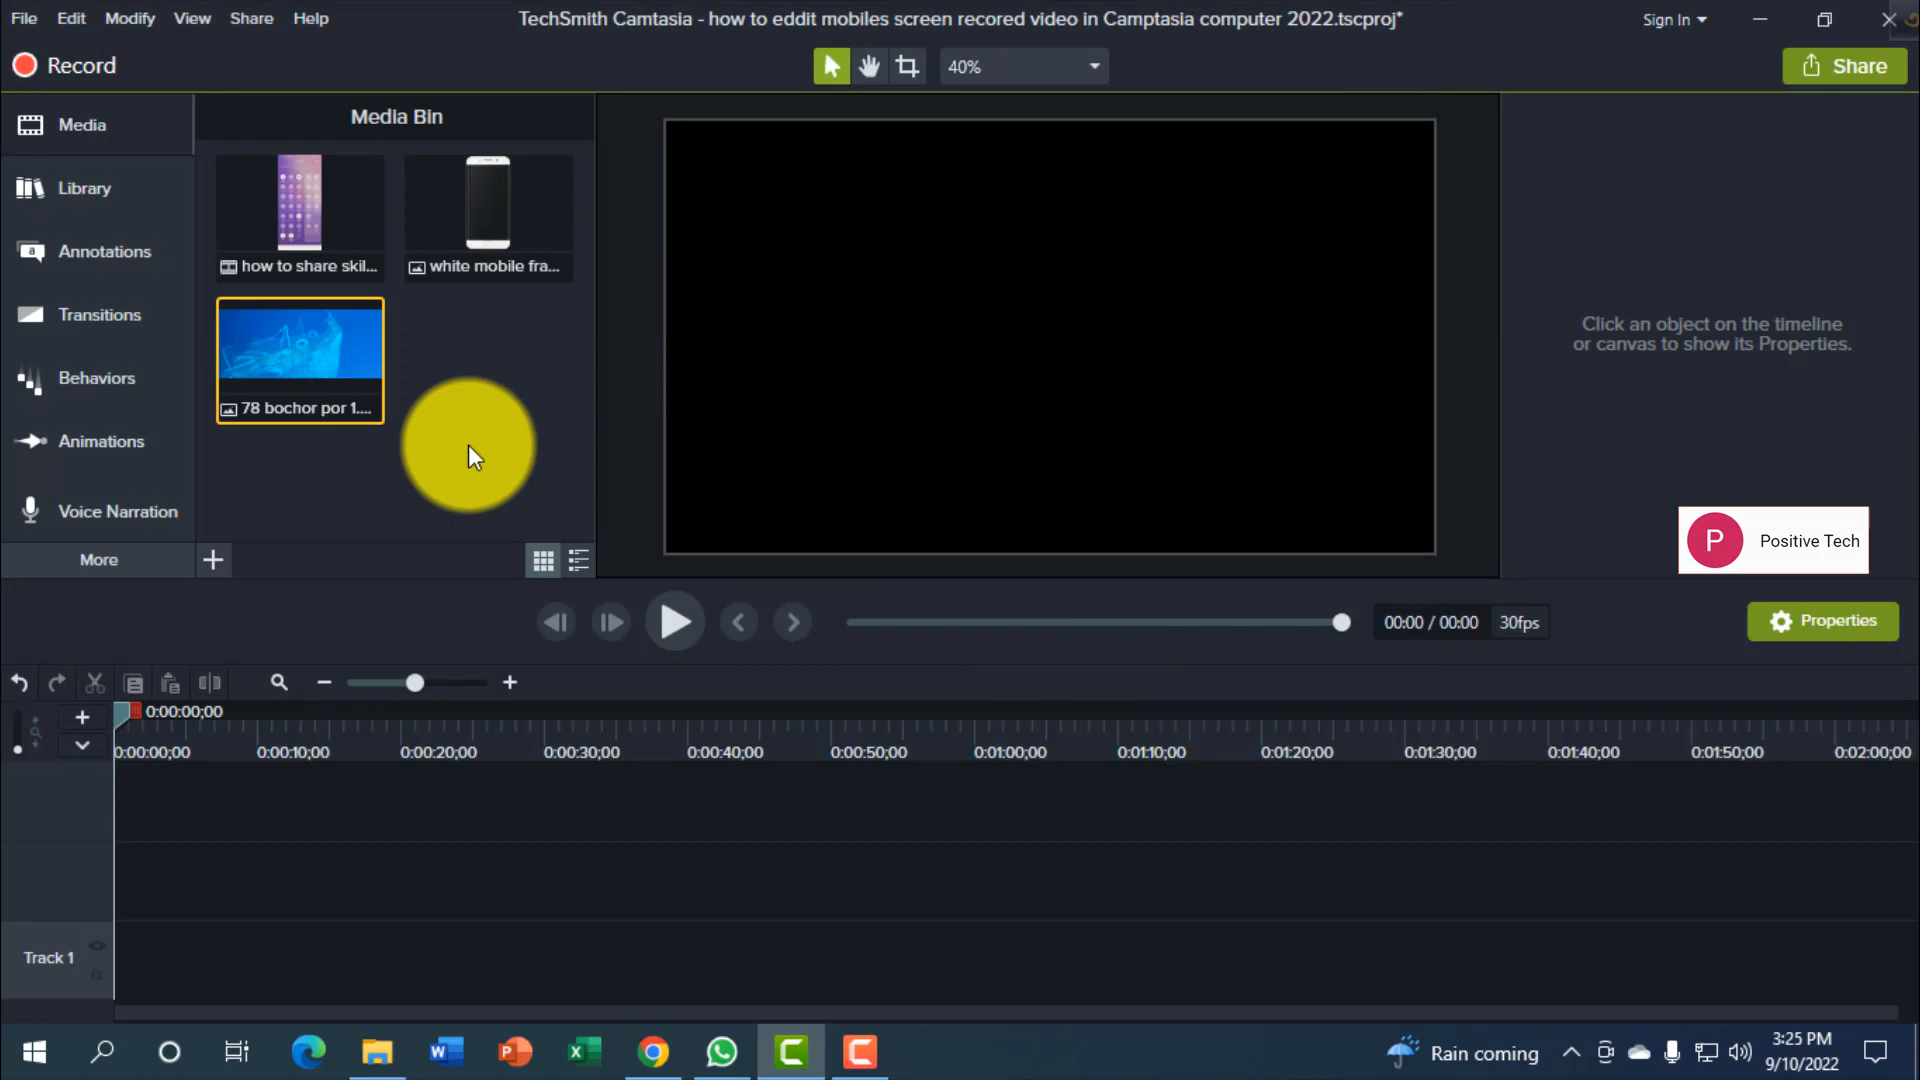 File Edit Modify View Share Help
TechSmith Camtasia - how to eddit mobiles screen recored video in Camptasia computer 2022.tscproj*
Sign In
Record
40%
Share
Media
Library
Annotations
Transitions
Behaviors
Animations
Voice Narration
More
Media Bin
how to share skil...
white mobile fra...
78 bochor por 1....
Click an object on the timeline
or canvas to show its Properties.
P Positive Tech
00:00 / 00:00 30fps
Properties
0:00:00;00
0:00:00;00 0:00:10;00 0:00:20;00 0:00:30;00 0:00:40;00 0:00:50;00 0:01:00;00 0:01:10;00 0:01:20;00 0:01:30;00 0:01:40;00 0:01:50;00 0:02:00;00
Track 1
Rain coming
3:25 PM
9/10/2022